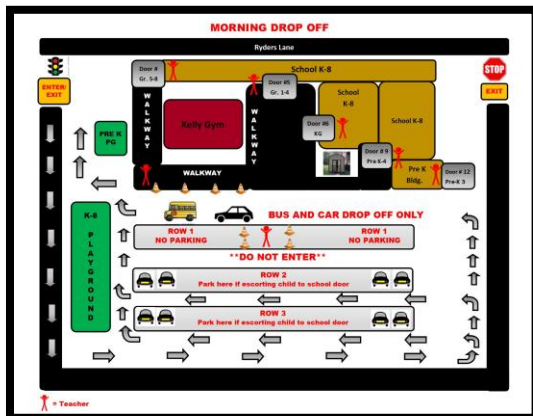 MORNING DROP OFF
Ryders Lane
School K-8
STOP
Door #
Gr. 5-8
Door #5
Gr. 1-4
ENTER/
EXIT
EXIT
School
K-8
School K-8
WALKWAY
Kelly Gym
WALKWAY
Door #6
KG
PRE K
PG
Door # 9
Pre K-4
Pre K
Bldg.
Door # 12
Pre-K 3
WALKWAY
K-8
PLAYGROUND
BUS AND CAR DROP OFF ONLY
ROW 1
NO PARKING
ROW 1
NO PARKING
**DO NOT ENTER**
ROW 2
Park here if escorting child to school door
ROW 3
Park here if escorting child to school door
= Teacher